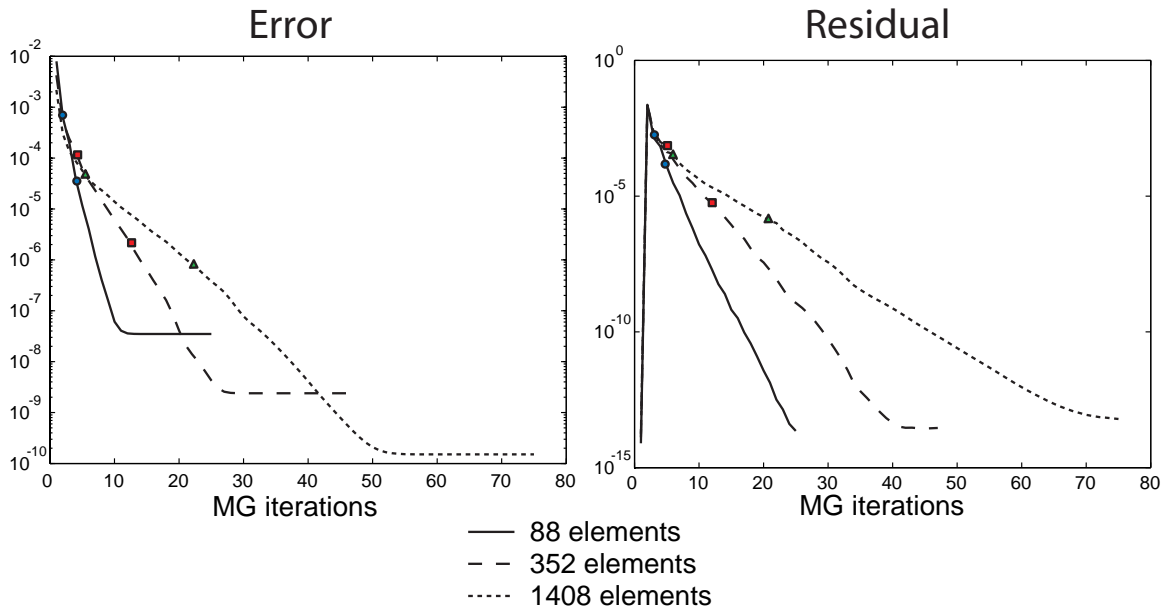 Error
10^-2
10^-3
10^-4
10^-5
10^-6
10^-7
10^-8
10^-9
10^-10
0 10 20 30 40 50 60 70 80
MG iterations
Residual
10^0
10^-5
10^-10
10^-15
0 10 20 30 40 50 60 70 80
MG iterations
88 elements
352 elements
1408 elements